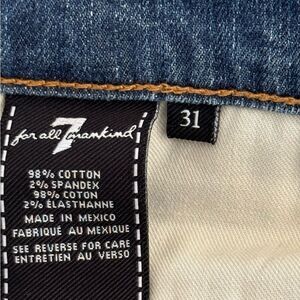 7
for all mankind
31
98% COTTON
2% SPANDEX
98% COTON
2% ÉLASTHANNE
MADE IN MEXICO
FABRIQUÉ AU MEXIQUE
SEE REVERSE FOR CARE
ENTRETIEN AU VERSO